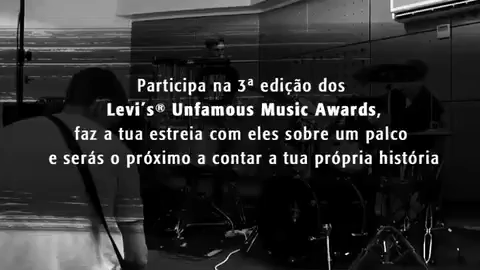 Participa na 3ª edição dos
Levi's® Unfamous Music Awards,
faz a tua estreia com eles sobre um palco
e serás o próximo a contar a tua própria história